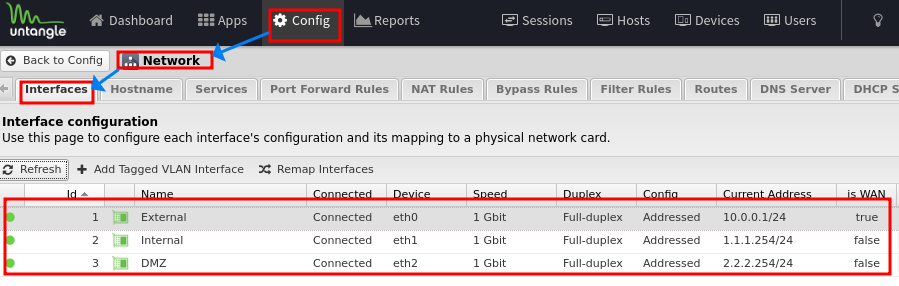 untangle Dashboard Apps Config Reports Sessions Hosts Devices Users
Back to Config Network
Interfaces Hostname Services Port Forward Rules NAT Rules Bypass Rules Filter Rules Routes DNS Server DHCP S
Interface configuration
Use this page to configure each interface's configuration and its mapping to a physical network card.
Refresh Add Tagged VLAN Interface Remap Interfaces
Id Name Connected Device Speed Duplex Config Current Address is WAN
1 External Connected eth0 1 Gbit Full-duplex Addressed 10.0.0.1/24 true
2 Internal Connected eth1 1 Gbit Full-duplex Addressed 1.1.1.254/24 false
3 DMZ Connected eth2 1 Gbit Full-duplex Addressed 2.2.2.254/24 false